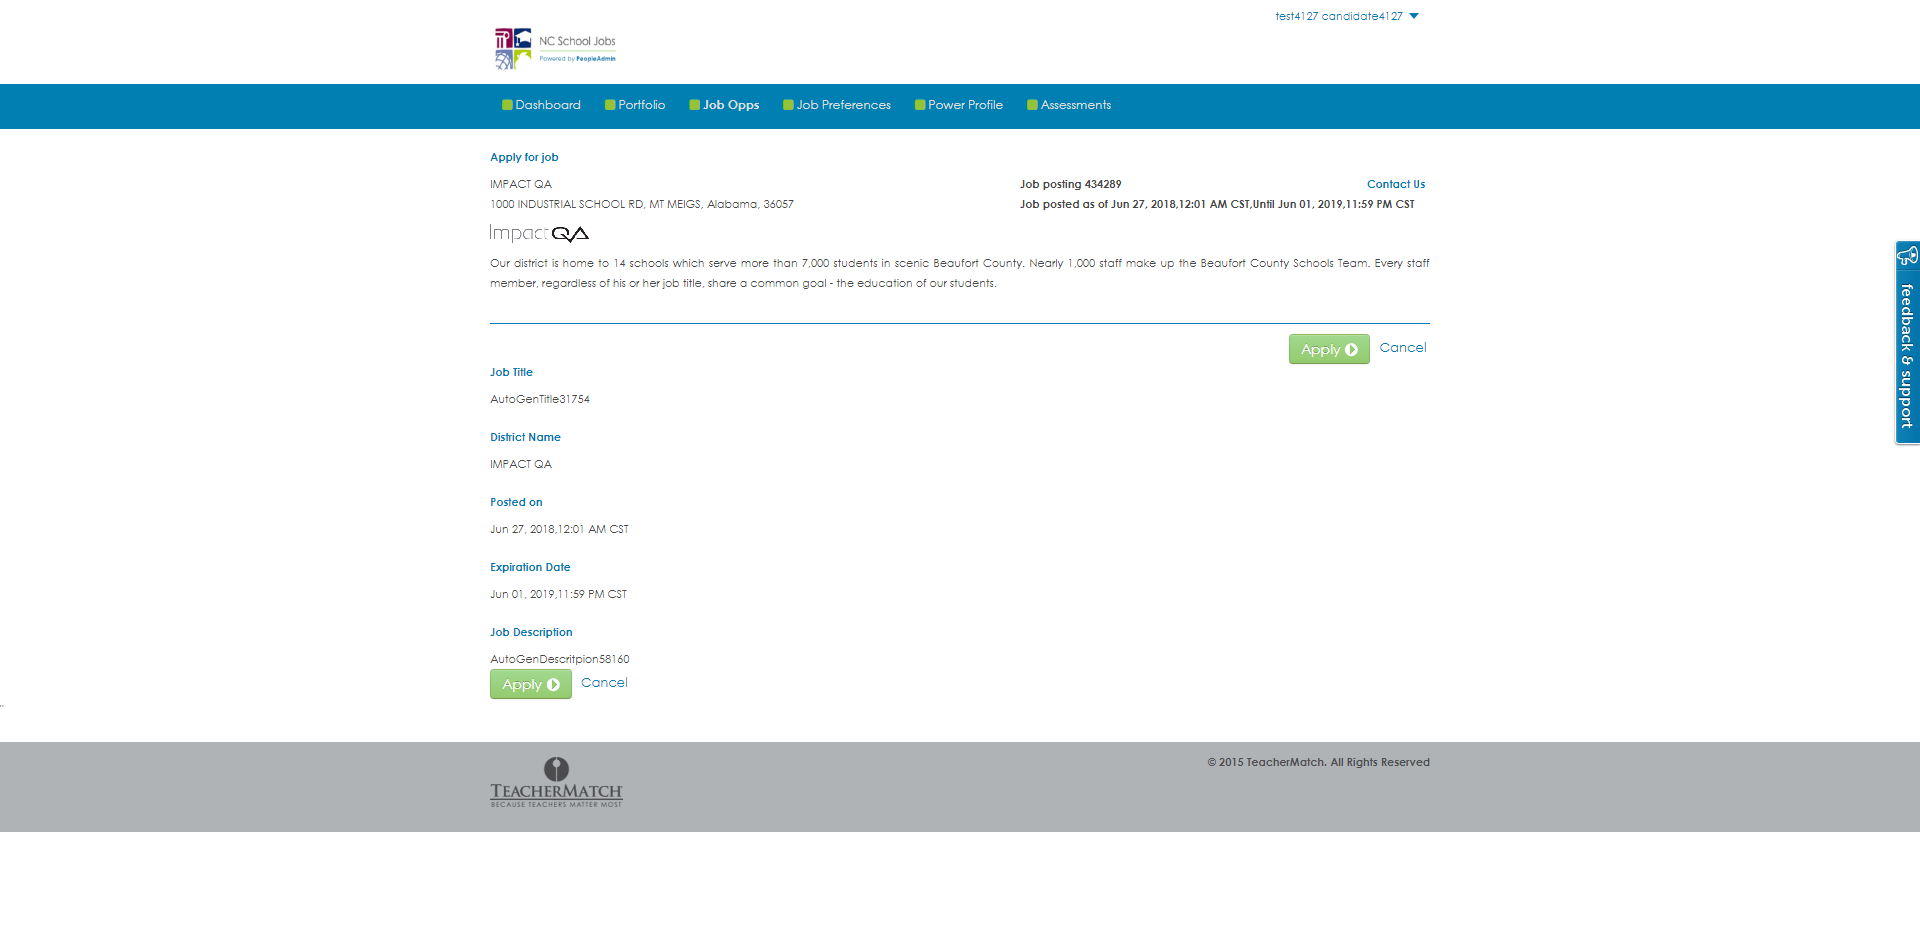 test4127 candidate4127
NC School Jobs
Powered by PeopleAdmin
Dashboard Portfolio Job Opps Job Preferences Power Profile Assessments
Apply for job
IMPACT QA
Job posting 434289
Contact Us
1000 INDUSTRIAL SCHOOL RD, MT MEIGS, Alabama, 36057
Job posted as of Jun 27, 2018,12:01 AM CST,Until Jun 01, 2019,11:59 PM CST
Impact QA
Our district is home to 14 schools which serve more than 7,000 students in scenic Beaufort County. Nearly 1,000 staff make up the Beaufort County Schools Team. Every staff
member, regardless of his or her job title, share a common goal - the education of our students.
Apply Cancel
Job Title
AutoGenTitle31754
District Name
IMPACT QA
Posted on
Jun 27, 2018,12:01 AM CST
Expiration Date
Jun 01, 2019,11:59 PM CST
Job Description
AutoGenDescritpion58160
Apply Cancel
feedback & support
© 2015 TeacherMatch. All Rights Reserved
TEACHERMATCH
BECAUSE TEACHERS MATTER MOST